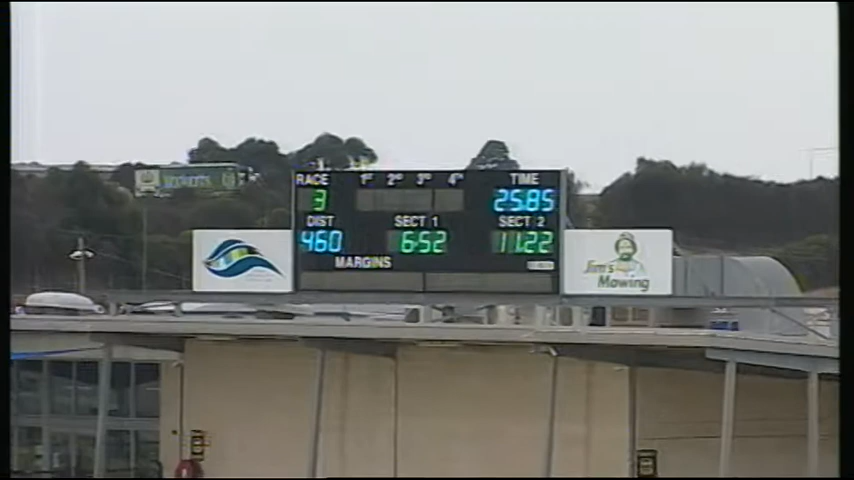 RACE 1ST 2ND 3RD 4TH TIME
3 25.85
DIST SECT 1 SECT 2
460 6.52 11.22
MARGINS
Jim's
Mowing